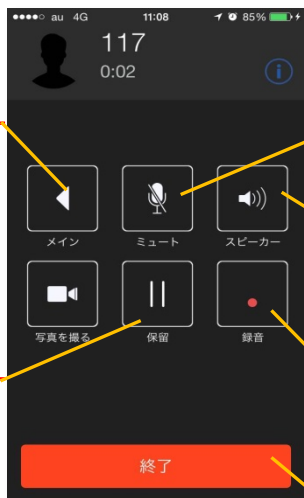 au 4G 11:08 85%
117
0:02
メイン ミュート スピーカー
写真を撮る 保留 録音
終了